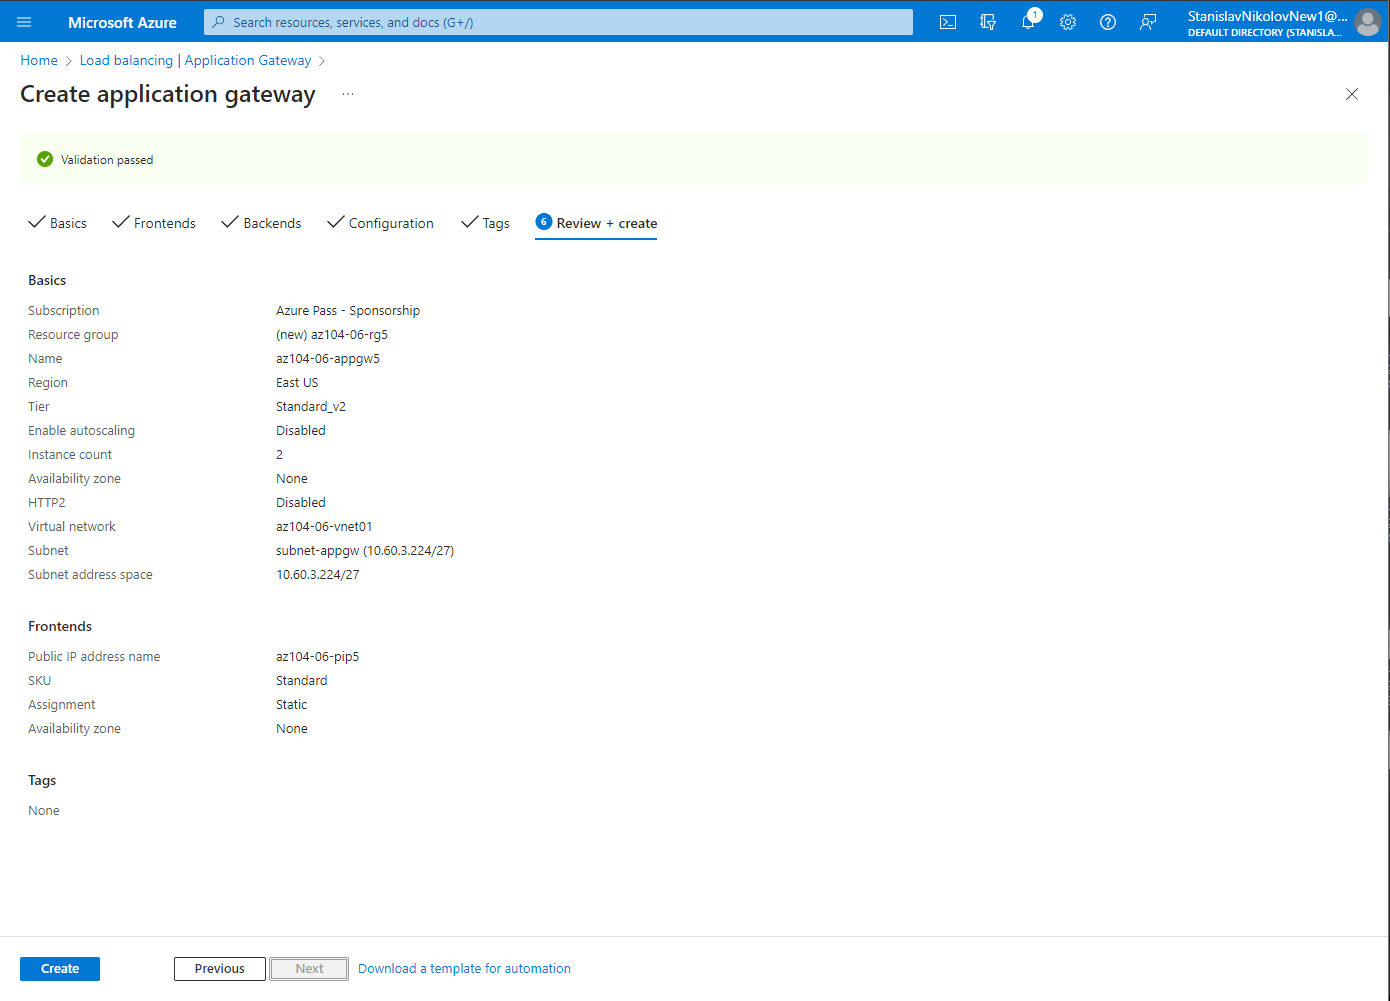 Microsoft Azure
Search resources, services, and docs (G+/)
1
StanislavNikolovNew1@...
DEFAULT DIRECTORY (STANISLA...
Home > Load balancing | Application Gateway >
Create application gateway ...
Validation passed
Basics Frontends Backends Configuration Tags 6 Review + create
Basics
Subscription Azure Pass - Sponsorship
Resource group (new) az104-06-rg5
Name az104-06-appgw5
Region East US
Tier Standard_v2
Enable autoscaling Disabled
Instance count 2
Availability zone None
HTTP2 Disabled
Virtual network az104-06-vnet01
Subnet subnet-appgw (10.60.3.224/27)
Subnet address space 10.60.3.224/27
Frontends
Public IP address name az104-06-pip5
SKU Standard
Assignment Static
Availability zone None
Tags
None
Create Previous Next Download a template for automation